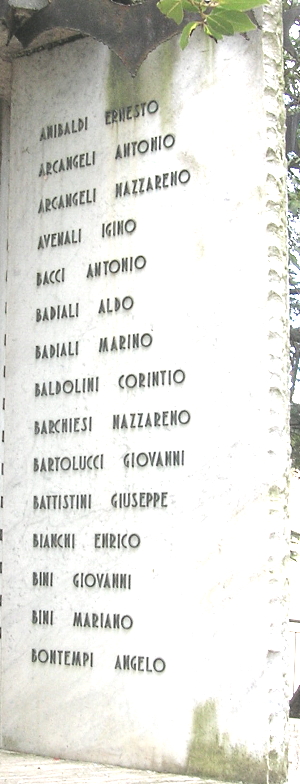 ANIBALDI ERNESTO
ARCANGELI ANTONIO
ARCANGELI NAZZARENO
AVENALI IGINO
BACCI ANTONIO
BADIALI ALDO
BADIALI MARINO
BALDOLINI CORINTIO
BARCHIESI NAZZARENO
BARTOLUCCI GIOVANNI
BATTISTINI GIUSEPPE
BIANCHI ENRICO
BINI GIOVANNI
BINI MARIANO
BONTEMPI ANGELO